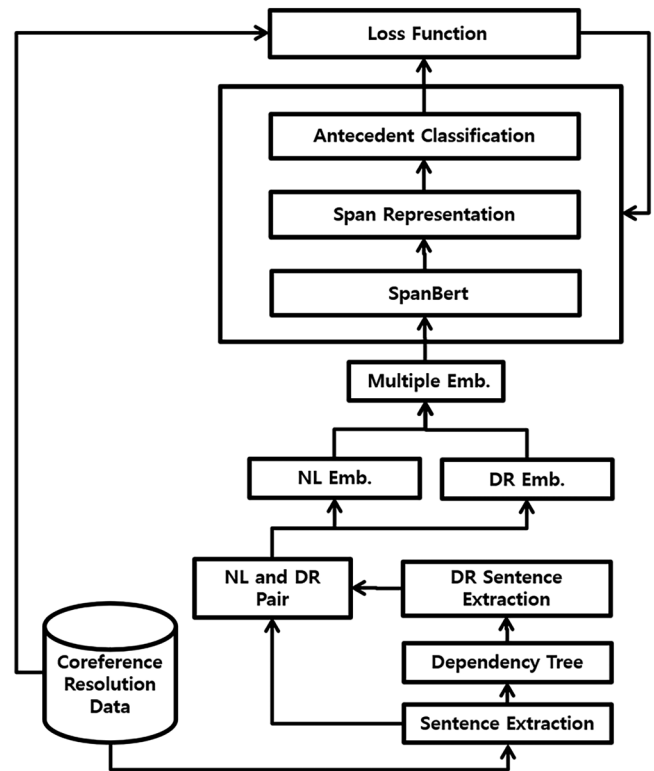 Loss Function
Antecedent Classification
Span Representation
SpanBert
Multiple Emb.
NL Emb.
DR Emb.
NL and DR
Pair
DR Sentence
Extraction
Coreference
Resolution
Data
Dependency Tree
Sentence Extraction